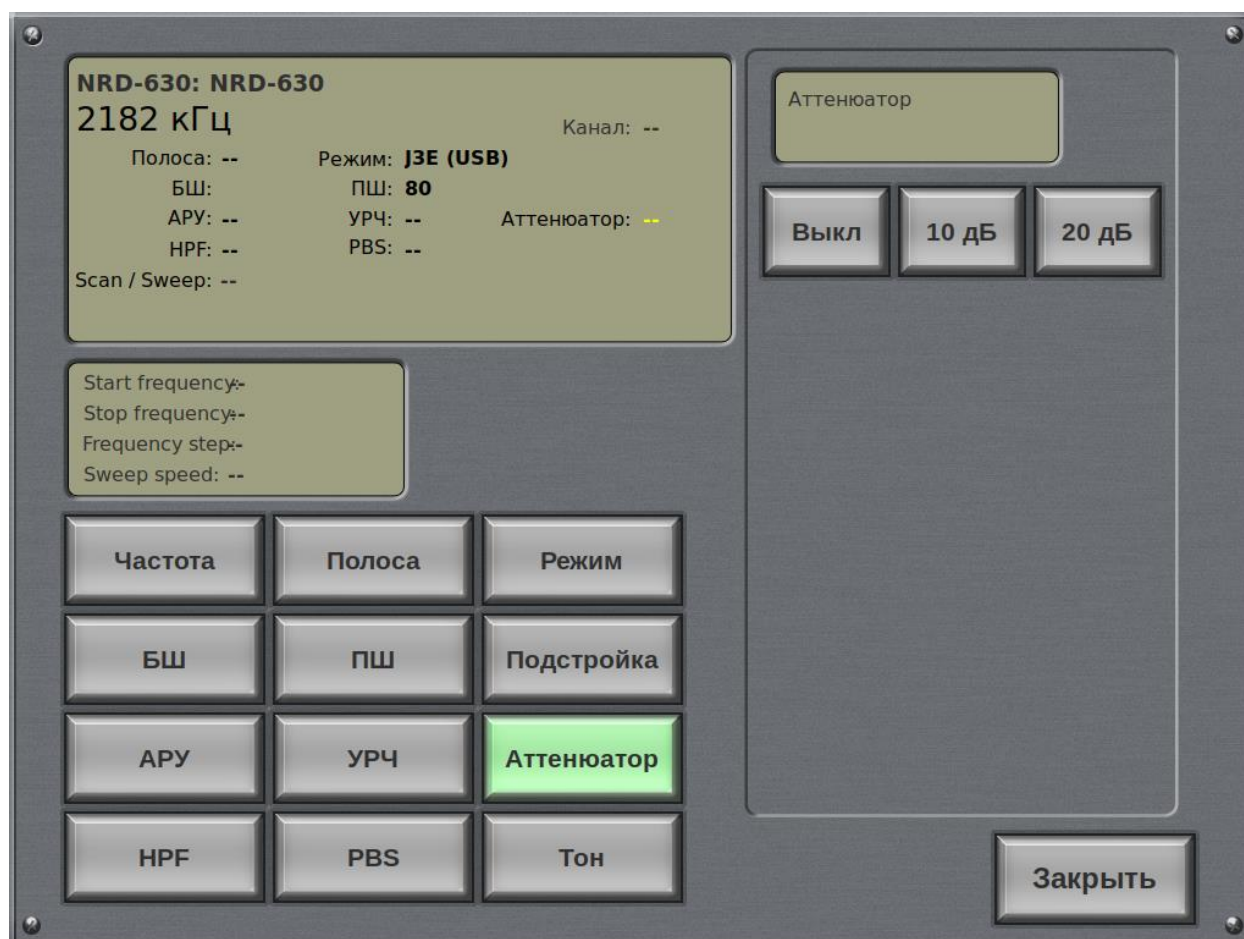 NRD-630: NRD-630
2182 кГц
Канал: --
Полоса: -- Режим: J3E (USB)
БШ: ПШ: 80
АРУ: -- УРЧ: -- Аттенюатор: --
HPF: -- PBS: --
Scan / Sweep: --
Start frequency: --
Stop frequency: --
Frequency step: --
Sweep speed: --
Частота Полоса Режим
БШ ПШ Подстройка
АРУ УРЧ Аттенюатор
HPF PBS Тон
Аттенюатор
Выкл 10 дБ 20 дБ
Закрыть